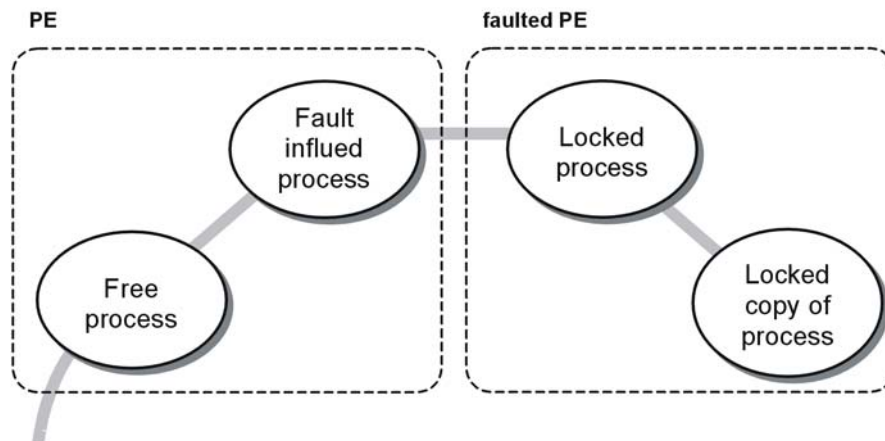 PE
faulted PE
Fault
influed
process
Locked
process
Free
process
Locked
copy of
process